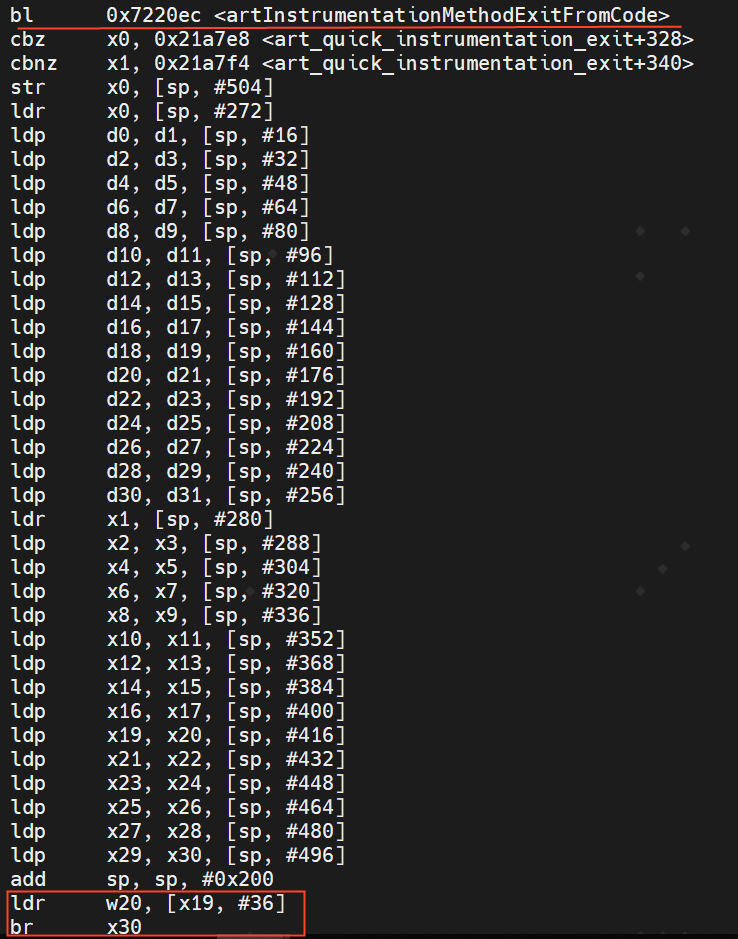 bl 0x7220ec <artInstrumentationMethodExitFromCode>
cbz x0, 0x21a7e8 <art_quick_instrumentation_exit+328>
cbnz x1, 0x21a7f4 <art_quick_instrumentation_exit+340>
str x0, [sp, #504]
ldr x0, [sp, #272]
ldp d0, d1, [sp, #16]
ldp d2, d3, [sp, #32]
ldp d4, d5, [sp, #48]
ldp d6, d7, [sp, #64]
ldp d8, d9, [sp, #80]
ldp d10, d11, [sp, #96]
ldp d12, d13, [sp, #112]
ldp d14, d15, [sp, #128]
ldp d16, d17, [sp, #144]
ldp d18, d19, [sp, #160]
ldp d20, d21, [sp, #176]
ldp d22, d23, [sp, #192]
ldp d24, d25, [sp, #208]
ldp d26, d27, [sp, #224]
ldp d28, d29, [sp, #240]
ldp d30, d31, [sp, #256]
ldr x1, [sp, #280]
ldp x2, x3, [sp, #288]
ldp x4, x5, [sp, #304]
ldp x6, x7, [sp, #320]
ldp x8, x9, [sp, #336]
ldp x10, x11, [sp, #352]
ldp x12, x13, [sp, #368]
ldp x14, x15, [sp, #384]
ldp x16, x17, [sp, #400]
ldp x19, x20, [sp, #416]
ldp x21, x22, [sp, #432]
ldp x23, x24, [sp, #448]
ldp x25, x26, [sp, #464]
ldp x27, x28, [sp, #480]
ldp x29, x30, [sp, #496]
add sp, sp, #0x200
ldr w20, [x19, #36]
br x30